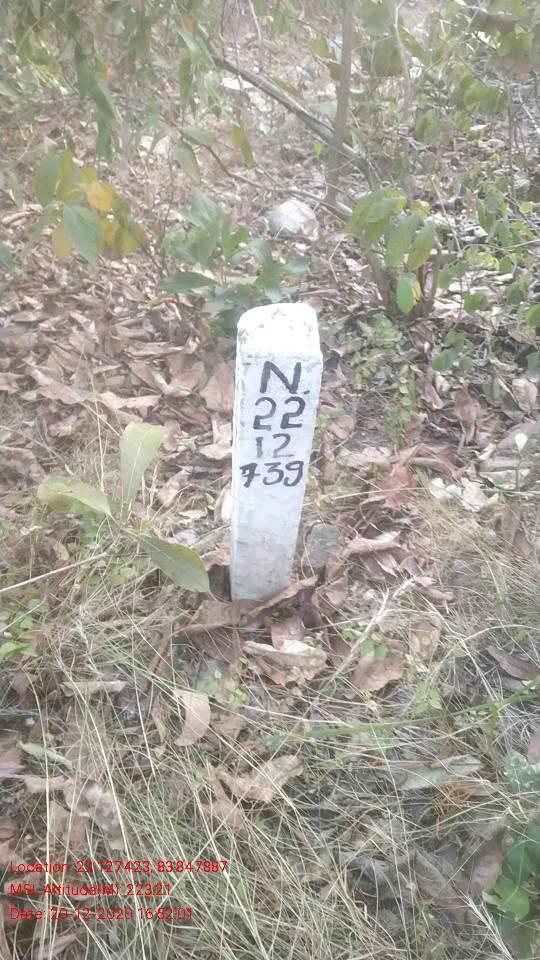 N
22
12
739
Location: 22.127423, 83.847887
MSL Altitude(M): 223.21
Date: 20-12-2020 16:52:01